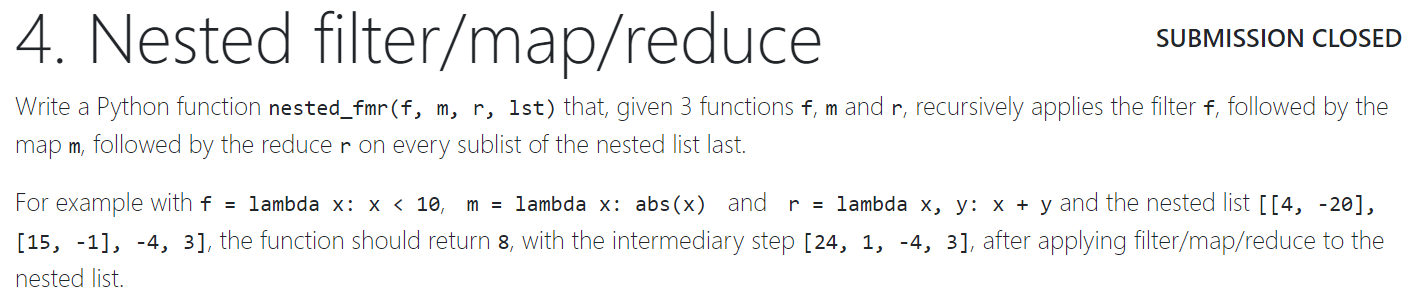 4. Nested filter/map/reduce
SUBMISSION CLOSED
Write a Python function nested_fmr(f, m, r, lst) that, given 3 functions f, m and r, recursively applies the filter f, followed by the
map m, followed by the reduce r on every sublist of the nested list last.
For example with f = lambda x: x < 10, m = lambda x: abs(x) and r = lambda x, y: x + y and the nested list [[4, -20],
[15, -1], -4, 3], the function should return 8, with the intermediary step [24, 1, -4, 3], after applying filter/map/reduce to the
nested list.